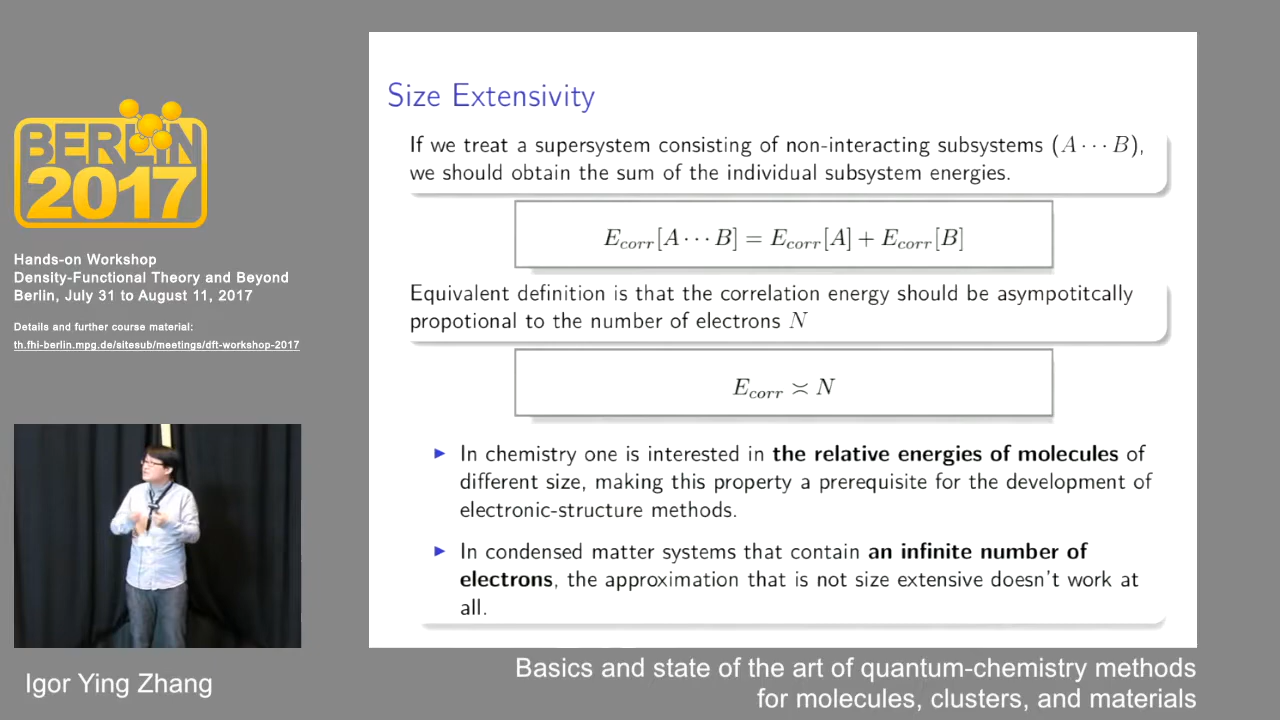 BERLIN
2017
Hands-on Workshop
Density-Functional Theory and Beyond
Berlin, July 31 to August 11, 2017
Details and further course material:
th.fhi-berlin.mpg.de/sitesub/meetings/dft-workshop-2017
Igor Ying Zhang
Size Extensivity
If we treat a supersystem consisting of non-interacting subsystems (A · · · B),
we should obtain the sum of the individual subsystem energies.
E_corr[A · · · B] = E_corr[A] + E_corr[B]
Equivalent definition is that the correlation energy should be asympotitcally
propotional to the number of electrons N
E_corr ≍ N
▶ In chemistry one is interested in the relative energies of molecules of
different size, making this property a prerequisite for the development of
electronic-structure methods.
▶ In condensed matter systems that contain an infinite number of
electrons, the approximation that is not size extensive doesn't work at
all.
Basics and state of the art of quantum-chemistry methods
for molecules, clusters, and materials